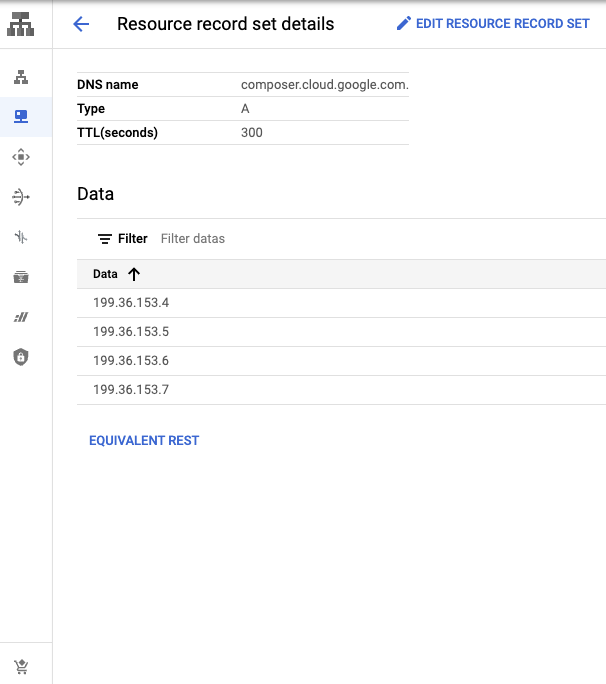 Resource record set details
EDIT RESOURCE RECORD SET
DNS name composer.cloud.google.com.
Type A
TTL(seconds) 300
Data
Filter Filter datas
Data
199.36.153.4
199.36.153.5
199.36.153.6
199.36.153.7
EQUIVALENT REST